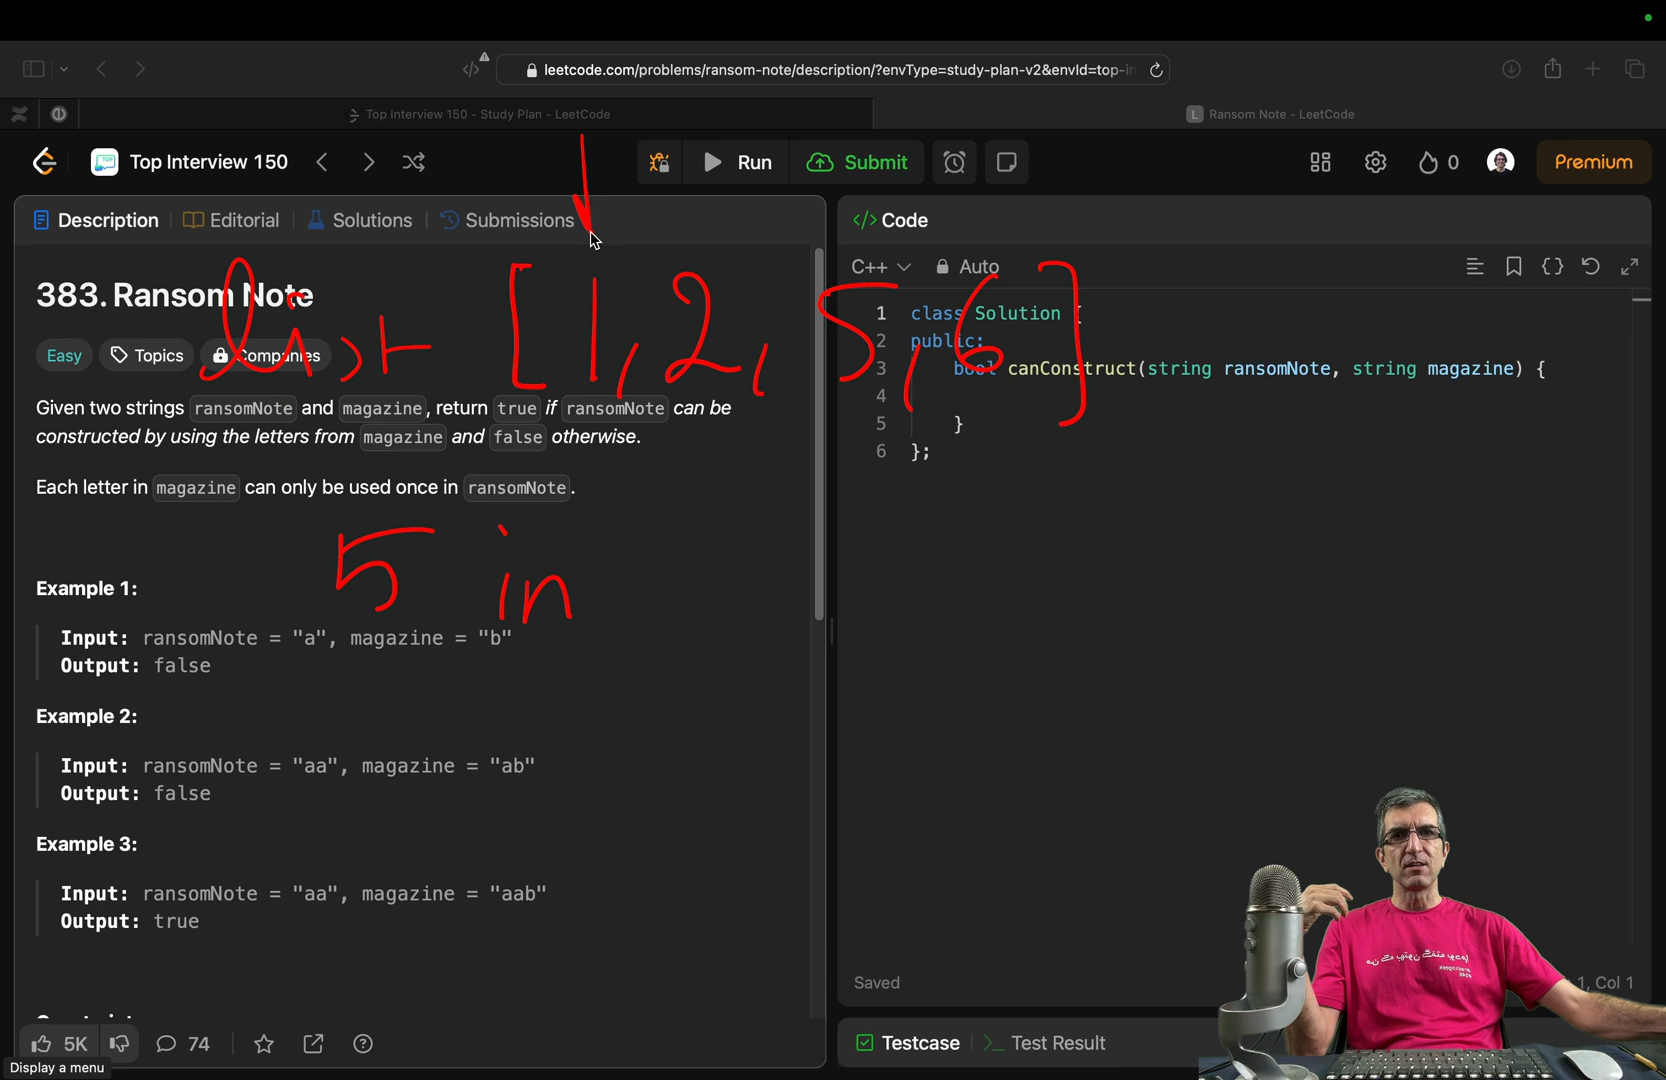 leetcode.com/problems/ransom-note/description/?envType=study-plan-v2&envId=top-in
Top Interview 150 - Study Plan - LeetCode
L Ransom Note - LeetCode
Top Interview 150
Run
Submit
0
Premium
Description
Editorial
Solutions
Submissions
</> Code
C++
Auto
383. Ransom Note
list [1, 2, 5, 6]
Easy
Topics
Companies
Given two strings ransomNote and magazine, return true if ransomNote can be
constructed by using the letters from magazine and false otherwise.
Each letter in magazine can only be used once in ransomNote.
5 in
Example 1:
Input: ransomNote = "a", magazine = "b"
Output: false
Example 2:
Input: ransomNote = "aa", magazine = "ab"
Output: false
Example 3:
Input: ransomNote = "aa", magazine = "aab"
Output: true
1 class Solution {
2 public:
3 bool canConstruct(string ransomNote, string magazine) {
4
5 }
6 };
Saved
1, Col 1
5K
74
Testcase
Test Result
Display a menu